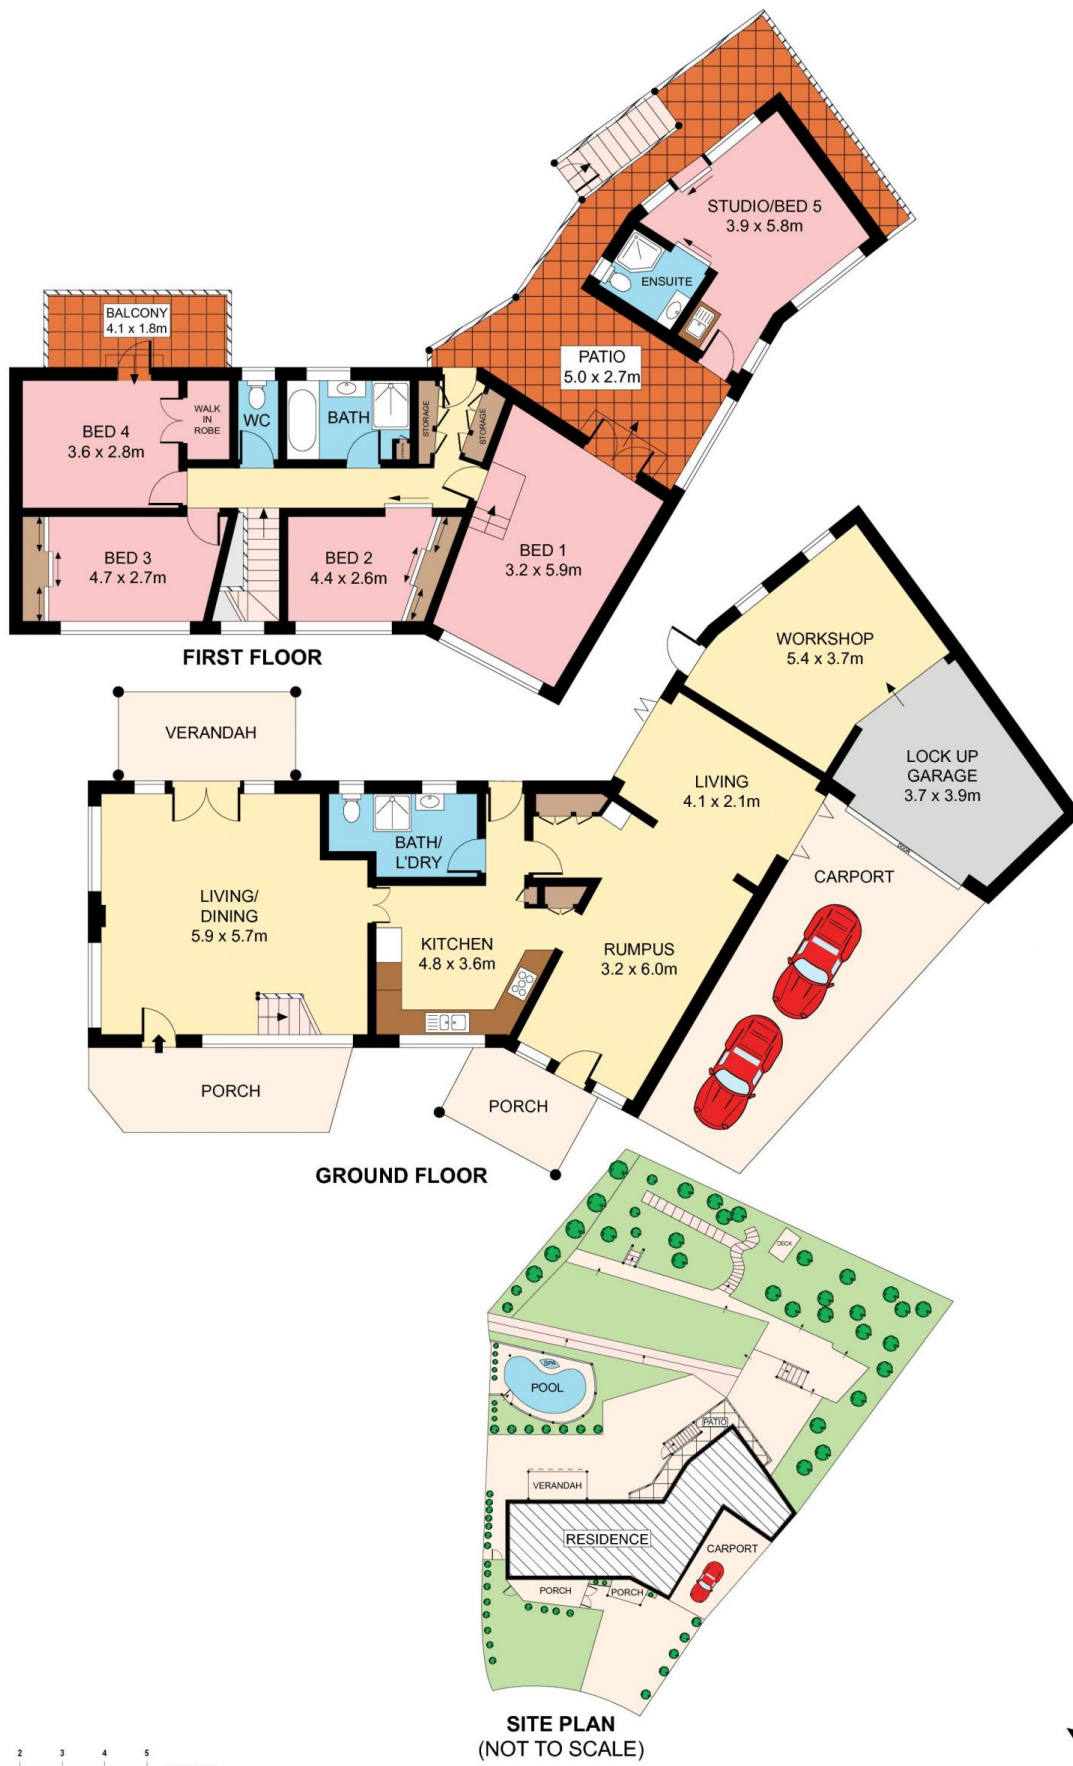 STUDIO/BED 5
3.9 x 5.8m
ENSUITE
BALCONY
4.1 x 1.8m
PATIO
5.0 x 2.7m
BED 4
3.6 x 2.8m
WALK
IN
ROBE
WC
BATH
STORAGE
STORAGE
BED 3
4.7 x 2.7m
BED 2
4.4 x 2.6m
BED 1
3.2 x 5.9m
FIRST FLOOR
WORKSHOP
5.4 x 3.7m
VERANDAH
LIVING
4.1 x 2.1m
LOCK UP
GARAGE
3.7 x 3.9m
DOOR
BATH/
L'DRY
CARPORT
LIVING/
DINING
5.9 x 5.7m
KITCHEN
4.8 x 3.6m
RUMPUS
3.2 x 6.0m
PORCH
PORCH
GROUND FLOOR
DECK
SPA
POOL
PATIO
VERANDAH
RESIDENCE
CARPORT
PORCH
PORCH
SITE PLAN
(NOT TO SCALE)
2 3 4 5